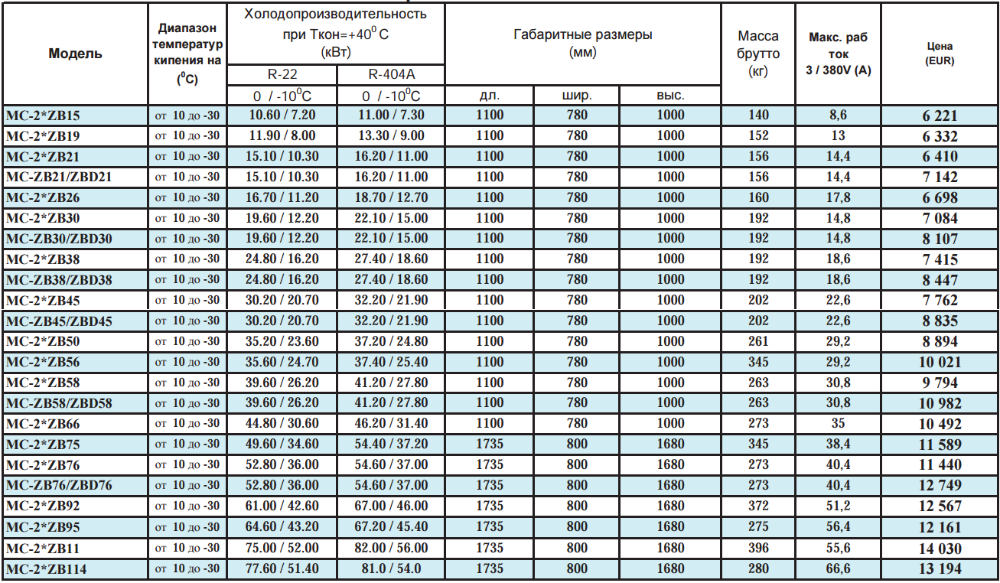 Модель
Диапазон
температур
кипения на
(⁰C)
Холодопроизводительность
при Ткон=+40⁰ C
(кВт)
R-22
R-404A
0 / -10⁰C
0 / -10⁰C
Габаритные размеры
(мм)
дл.
шир.
выс.
Масса
брутто
(кг)
Макс. раб
ток
3 / 380V (A)
Цена
(EUR)
MC-2*ZB15 от 10 до -30 10.60 / 7.20 11.00 / 7.30 1100 780 1000 140 8,6 6 221
MC-2*ZB19 от 10 до -30 11.90 / 8.00 13.30 / 9.00 1100 780 1000 152 13 6 332
MC-2*ZB21 от 10 до -30 15.10 / 10.30 16.20 / 11.00 1100 780 1000 156 14,4 6 410
MC-ZB21/ZBD21 от 10 до -30 15.10 / 10.30 16.20 / 11.00 1100 780 1000 156 14,4 7 142
MC-2*ZB26 от 10 до -30 16.70 / 11.20 18.70 / 12.70 1100 780 1000 160 17,8 6 698
MC-2*ZB30 от 10 до -30 19.60 / 12.20 22.10 / 15.00 1100 780 1000 192 14,8 7 084
MC-ZB30/ZBD30 от 10 до -30 19.60 / 12.20 22.10 / 15.00 1100 780 1000 192 14,8 8 107
MC-2*ZB38 от 10 до -30 24.80 / 16.20 27.40 / 18.60 1100 780 1000 192 18,6 7 415
MC-ZB38/ZBD38 от 10 до -30 24.80 / 16.20 27.40 / 18.60 1100 780 1000 192 18,6 8 447
MC-2*ZB45 от 10 до -30 30.20 / 20.70 32.20 / 21.90 1100 780 1000 202 22,6 7 762
MC-ZB45/ZBD45 от 10 до -30 30.20 / 20.70 32.20 / 21.90 1100 780 1000 202 22,6 8 835
MC-2*ZB50 от 10 до -30 35.20 / 23.60 37.20 / 24.80 1100 780 1000 261 29,2 8 894
MC-2*ZB56 от 10 до -30 35.60 / 24.70 37.40 / 25.40 1100 780 1000 345 29,2 10 021
MC-2*ZB58 от 10 до -30 39.60 / 26.20 41.20 / 27.80 1100 780 1000 263 30,8 9 794
MC-ZB58/ZBD58 от 10 до -30 39.60 / 26.20 41.20 / 27.80 1100 780 1000 263 30,8 10 982
MC-2*ZB66 от 10 до -30 44.80 / 30.60 46.20 / 31.40 1100 780 1000 273 35 10 492
MC-2*ZB75 от 10 до -30 49.60 / 34.60 54.40 / 37.20 1735 800 1680 345 38,4 11 589
MC-2*ZB76 от 10 до -30 52.80 / 36.00 54.60 / 37.00 1735 800 1680 273 40,4 11 440
MC-ZB76/ZBD76 от 10 до -30 52.80 / 36.00 54.60 / 37.00 1735 800 1680 273 40,4 12 749
MC-2*ZB92 от 10 до -30 61.00 / 42.60 67.00 / 46.00 1735 800 1680 372 51,2 12 567
MC-2*ZB95 от 10 до -30 64.60 / 43.20 67.20 / 45.40 1735 800 1680 275 56,4 12 161
MC-2*ZB11 от 10 до -30 75.00 / 52.00 82.00 / 56.00 1735 800 1680 396 55,6 14 030
MC-2*ZB114 от 10 до -30 77.60 / 51.40 81.0 / 54.0 1735 800 1680 280 66,6 13 194